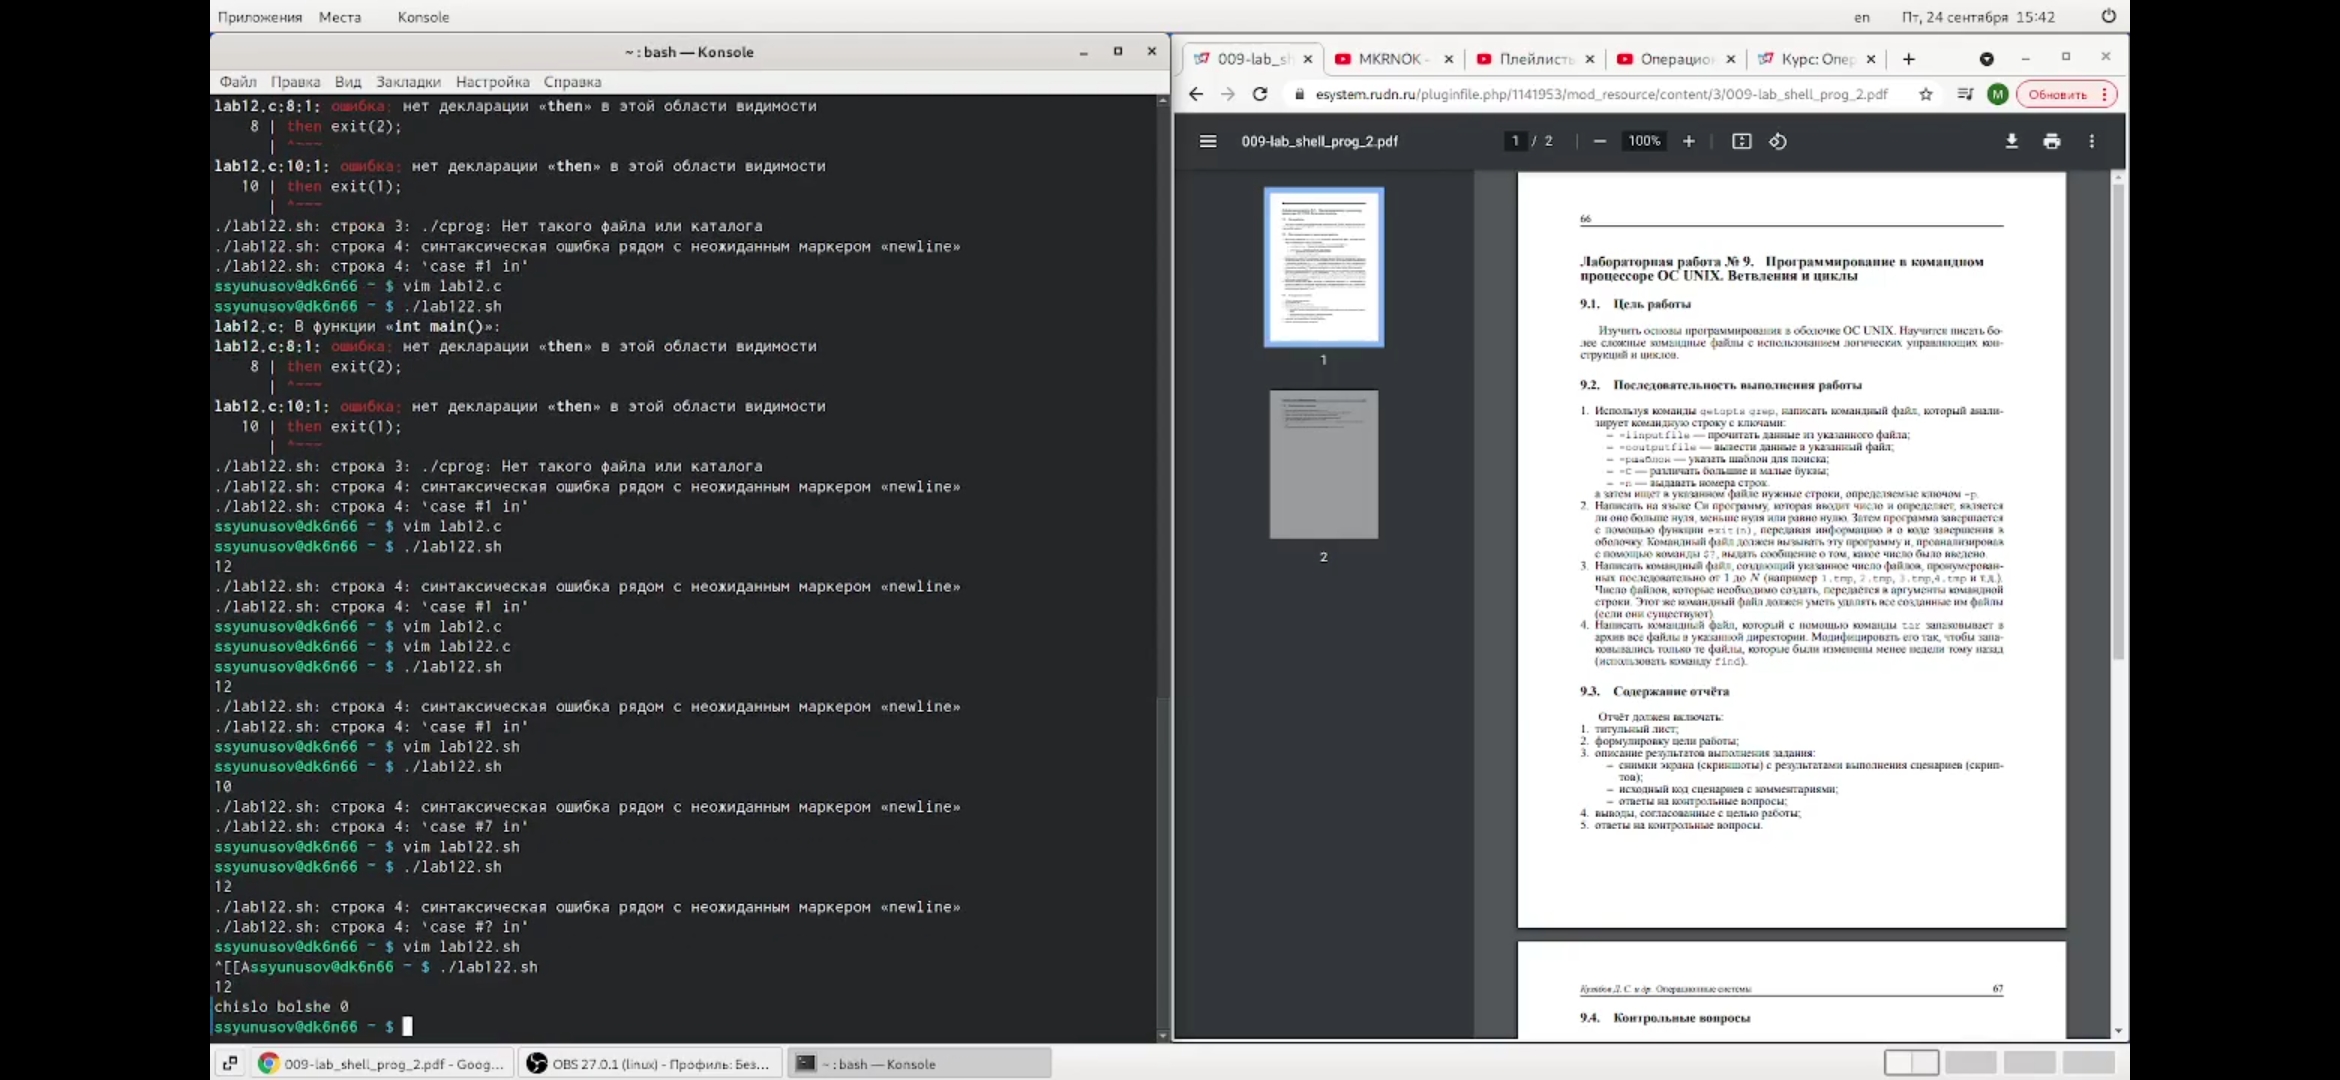 Приложения Места Konsole en Пт, 24 сентября 15:42
~ : bash — Konsole
Файл Правка Вид Закладки Настройка Справка
lab12.c:8:1: ошибка: нет декларации «then» в этой области видимости
8 | then exit(2);
| ^~~~
lab12.c:10:1: ошибка: нет декларации «then» в этой области видимости
10 | then exit(1);
| ^~~~
./lab122.sh: строка 3: ./cprog: Нет такого файла или каталога
./lab122.sh: строка 4: синтаксическая ошибка рядом с неожиданным маркером «newline»
./lab122.sh: строка 4: `case #1 in'
ssyunusov@dk6n66 ~ $ vim lab12.c
ssyunusov@dk6n66 ~ $ ./lab122.sh
lab12.c: В функции «int main()»:
lab12.c:8:1: ошибка: нет декларации «then» в этой области видимости
8 | then exit(2);
| ^~~~
lab12.c:10:1: ошибка: нет декларации «then» в этой области видимости
10 | then exit(1);
| ^~~~
./lab122.sh: строка 3: ./cprog: Нет такого файла или каталога
./lab122.sh: строка 4: синтаксическая ошибка рядом с неожиданным маркером «newline»
./lab122.sh: строка 4: `case #1 in'
ssyunusov@dk6n66 ~ $ vim lab12.c
ssyunusov@dk6n66 ~ $ ./lab122.sh
12
./lab122.sh: строка 4: синтаксическая ошибка рядом с неожиданным маркером «newline»
./lab122.sh: строка 4: `case #1 in'
ssyunusov@dk6n66 ~ $ vim lab12.c
ssyunusov@dk6n66 ~ $ vim lab122.c
ssyunusov@dk6n66 ~ $ ./lab122.sh
12
./lab122.sh: строка 4: синтаксическая ошибка рядом с неожиданным маркером «newline»
./lab122.sh: строка 4: `case #1 in'
ssyunusov@dk6n66 ~ $ vim lab122.sh
ssyunusov@dk6n66 ~ $ ./lab122.sh
10
./lab122.sh: строка 4: синтаксическая ошибка рядом с неожиданным маркером «newline»
./lab122.sh: строка 4: `case #7 in'
ssyunusov@dk6n66 ~ $ vim lab122.sh
ssyunusov@dk6n66 ~ $ ./lab122.sh
12
./lab122.sh: строка 4: синтаксическая ошибка рядом с неожиданным маркером «newline»
./lab122.sh: строка 4: `case #? in'
ssyunusov@dk6n66 ~ $ vim lab122.sh
^[[Assyunusov@dk6n66 ~ $ ./lab122.sh
12
chislo bolshe 0
ssyunusov@dk6n66 ~ $
009-lab_sh MKRNOK - Плейлисть Операцио Курс: Опер
esystem.rudn.ru/pluginfile.php/1141953/mod_resource/content/3/009-lab_shell_prog_2.pdf M Обновить
009-lab_shell_prog_2.pdf 1 / 2 100%
1
2
66
Лабораторная работа № 9. Программирование в командном
процессоре ОС UNIX. Ветвления и циклы
9.1. Цель работы
Изучить основы программирования в оболочке ОС UNIX. Научится писать бо-
лее сложные командные файлы с использованием логических управляющих кон-
струкций и циклов.
9.2. Последовательность выполнения работы
1. Используя команды getopts grep, написать командный файл, который анали-
зирует командную строку с ключами:
– -iinputfile — прочитать данные из указанного файла;
– -ooutputfile — вывести данные в указанный файл;
– -pшаблон — указать шаблон для поиска;
– -C — различать большие и малые буквы;
– -n — выдавать номера строк.
а затем ищет в указанном файле нужные строки, определяемые ключом -p.
2. Написать на языке Си программу, которая вводит число и определяет, является
ли оно больше нуля, меньше нуля или равно нулю. Затем программа завершается
с помощью функции exit(n), передавая информацию в о коде завершения в
оболочку. Командный файл должен вызывать эту программу и, проанализировав
с помощью команды $?, выдать сообщение о том, какое число было введено.
3. Написать командный файл, создающий указанное число файлов, пронумерован-
ных последовательно от 1 до N (например 1.tmp, 2.tmp, 3.tmp,4.tmp и т.д.).
Число файлов, которые необходимо создать, передаётся в аргументы командной
строки. Этот же командный файл должен уметь удалять все созданные им файлы
(если они существуют).
4. Написать командный файл, который с помощью команды tar запаковывает в
архив все файлы в указанной директории. Модифицировать его так, чтобы запа-
ковывались только те файлы, которые были изменены менее недели тому назад
(использовать команду find).
9.3. Содержание отчёта
Отчёт должен включать:
1. титульный лист;
2. формулировку цели работы;
3. описание результатов выполнения задания:
– снимки экрана (скриншоты) с результатами выполнения сценариев (скрип-
тов);
– исходный код сценариев с комментариями;
– ответы на контрольные вопросы;
4. выводы, согласованные с целью работы;
5. ответы на контрольные вопросы.
Кулябов Д. С. и др. Операционные системы 67
9.4. Контрольные вопросы
009-lab_shell_prog_2.pdf - Goog... OBS 27.0.1 (linux) - Профиль: Без... ~ : bash — Konsole